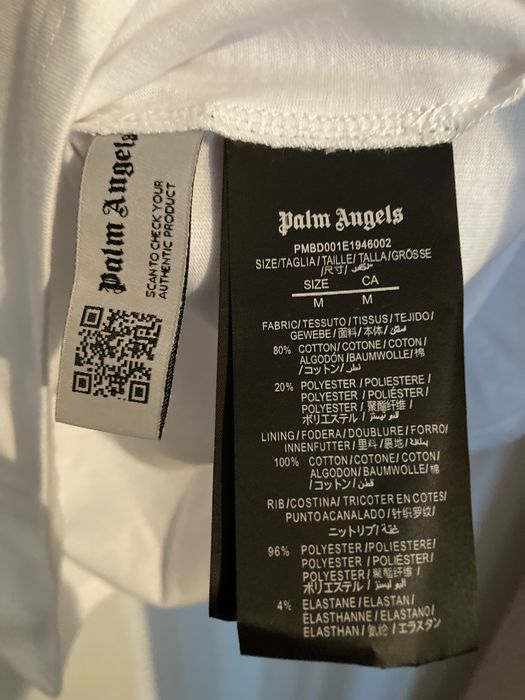 Palm Angels
SCAN TO CHECK YOUR
AUTHENTIC PRODUCT
Palm Angels
PMBD001E1946002
SIZE/TAGLIA/TAILLE/TALLA/GRÖSSE
/尺寸/
SIZE CA
M M
FABRIC/TESSUTO/TISSUS/TEJIDO/
GEWEBE/面料/本体/
80% COTTON/COTONE/COTON/
ALGODÓN/BAUMWOLLE/棉
/コットン/قطن
20% POLYESTER/POLIESTERE/
POLYESTER/POLIÉSTER/
POLYESTER/聚酯纤维/
ポリエステル/
LINING/FODERA/DOUBLURE/FORRO/
INNENFUTTER/里料/裏地/بطانة
100% COTTON/COTONE/COTON/
ALGODON/BAUMWOLLE/棉
/コットン/قطن
RIB/COSTINA/TRICOTER EN COTES/
PUNTO ACANALADO/针织罗纹/
ニットリブ/
96% POLYESTER/POLIESTERE/
POLYESTER/POLIÉSTER/
POLYESTER/聚酯纤维/
ポリエステル/
4% ELASTANE/ELASTAN/
ÉLASTHANNE/ELASTANO/
ELASTHAN/氨纶/エラスタン